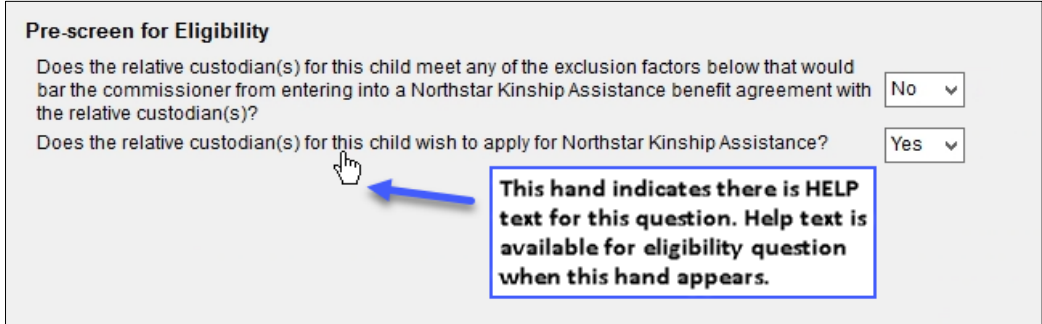 Pre-screen for Eligibility
Does the relative custodian(s) for this child meet any of the exclusion factors below that would
bar the commissioner from entering into a Northstar Kinship Assistance benefit agreement with
the relative custodian(s)?
No
Does the relative custodian(s) for this child wish to apply for Northstar Kinship Assistance?
Yes
This hand indicates there is HELP
text for this question. Help text is
available for eligibility question
when this hand appears.